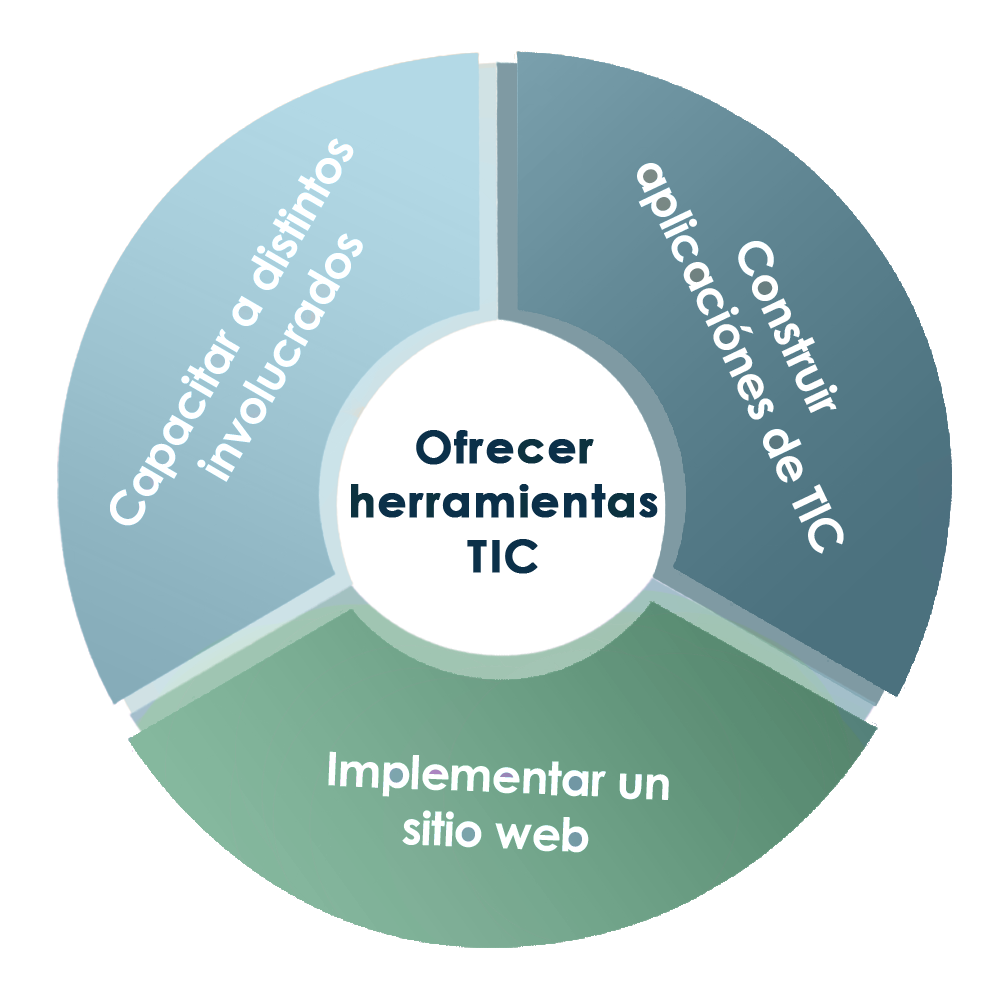 Capacitar a distintos
involucrados
Construir
aplicaciónes de TIC
Ofrecer
herramientas
TIC
Implementar un
sitio web